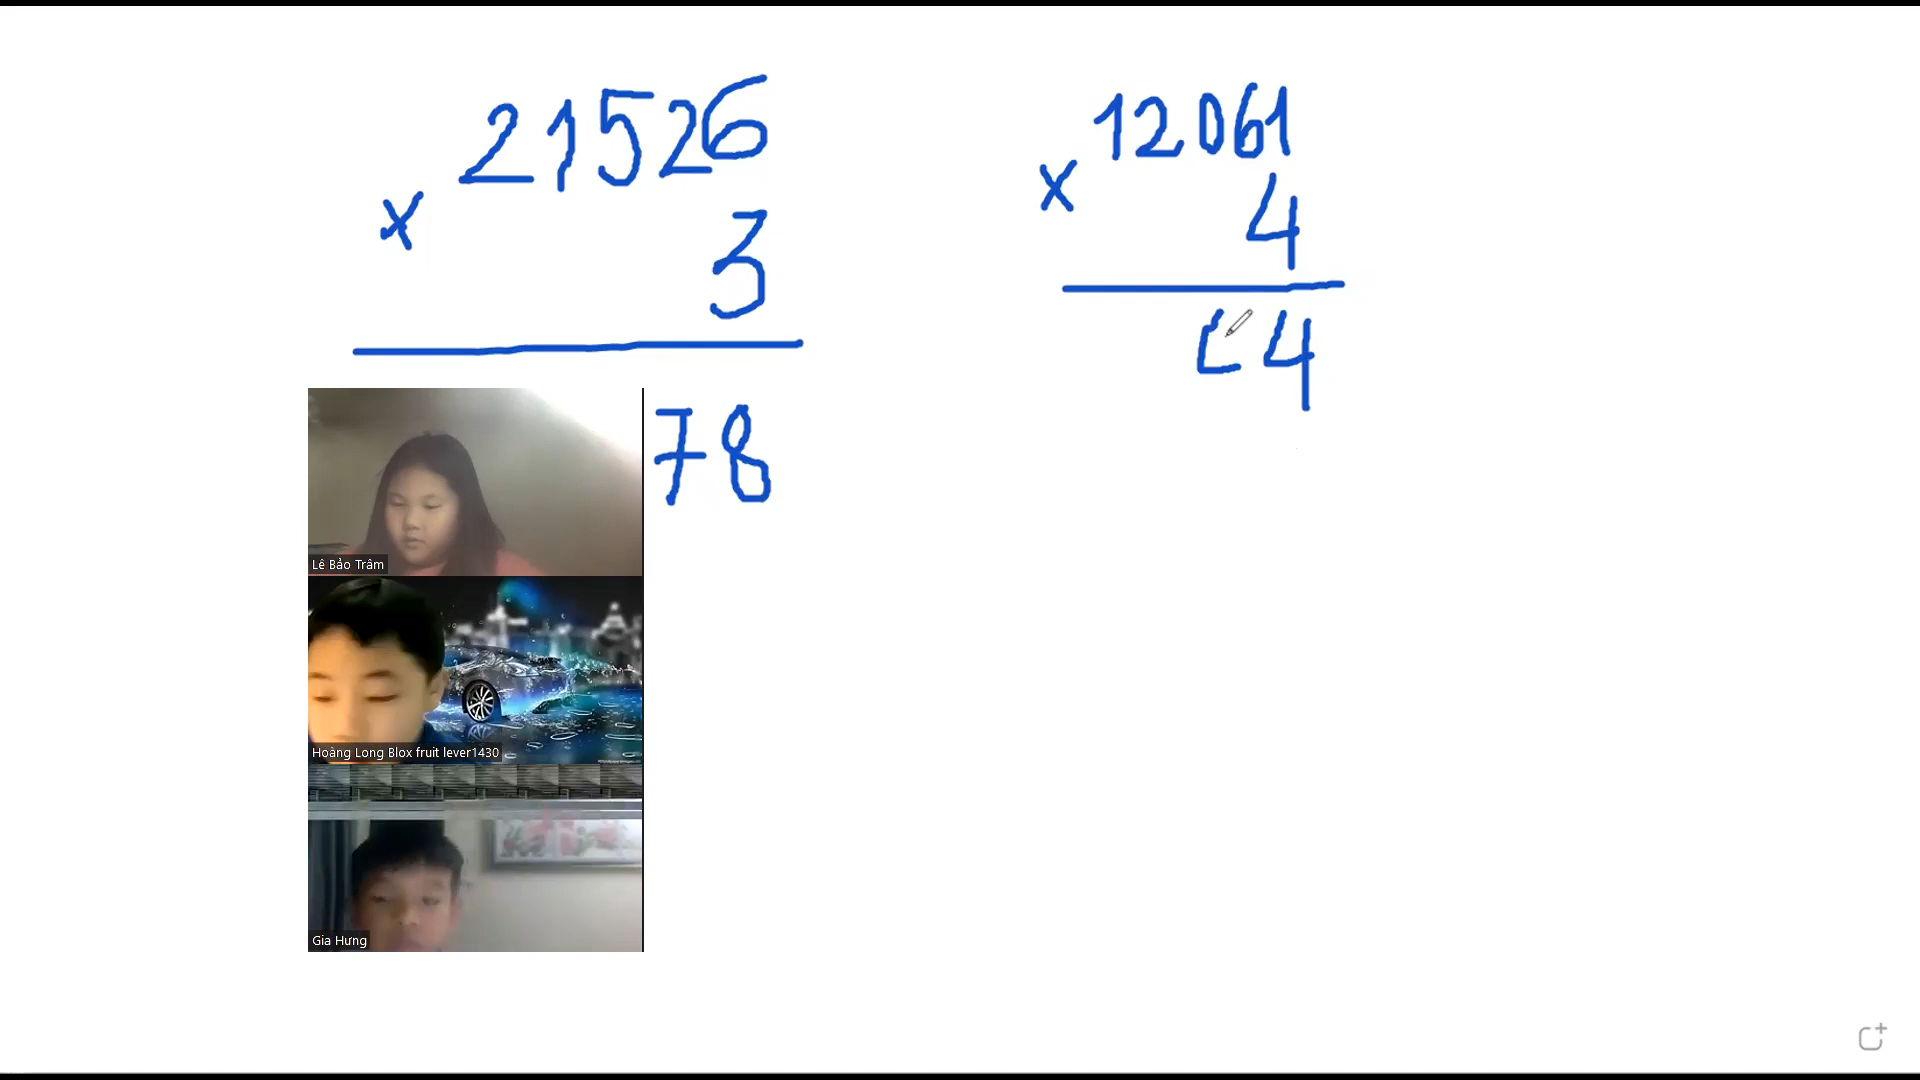 21526
x
3
78
12061
x
4
4
Lê Bảo Trâm
Hoàng Long Blox fruit lever1430
Gia Hưng